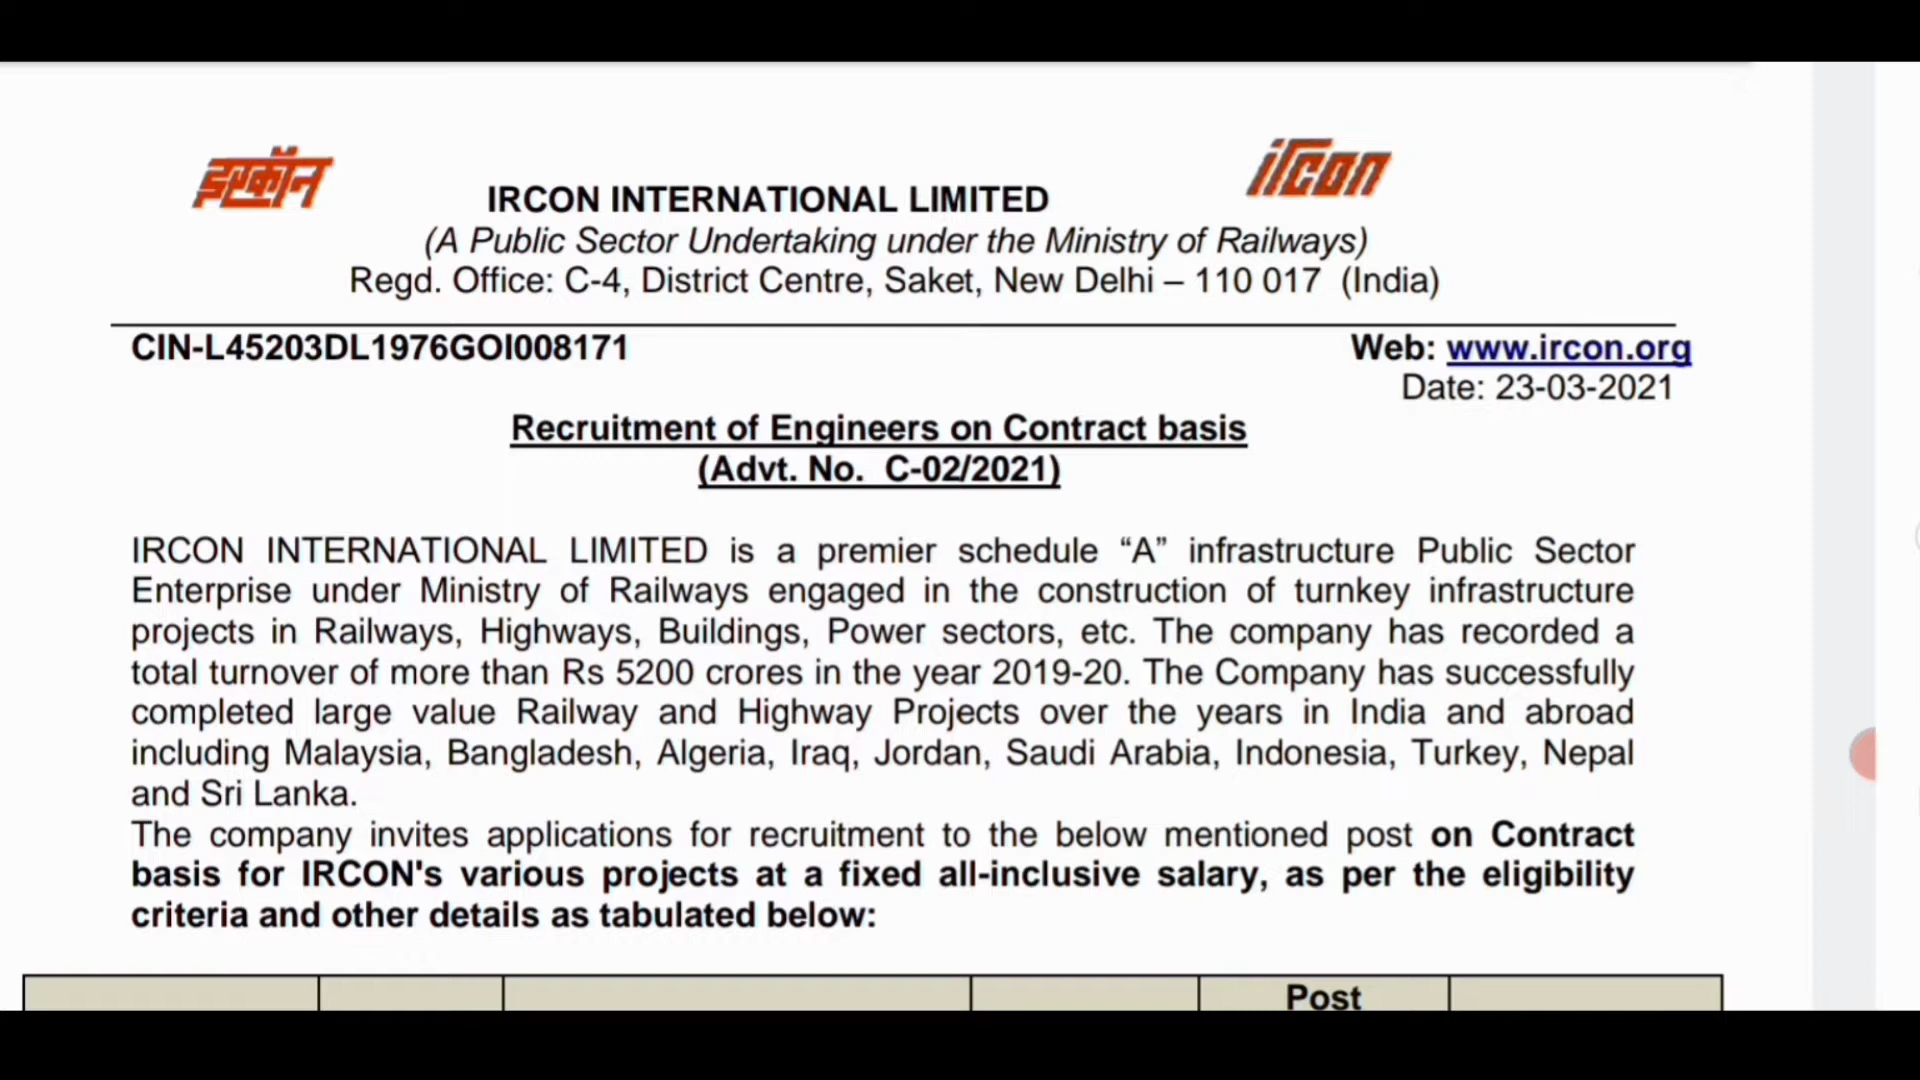 इरकॉन
ircon
IRCON INTERNATIONAL LIMITED
(A Public Sector Undertaking under the Ministry of Railways)
Regd. Office: C-4, District Centre, Saket, New Delhi – 110 017 (India)
CIN-L45203DL1976GOI008171
Web: www.ircon.org
Date: 23-03-2021
Recruitment of Engineers on Contract basis
(Advt. No. C-02/2021)
IRCON INTERNATIONAL LIMITED is a premier schedule “A” infrastructure Public Sector
Enterprise under Ministry of Railways engaged in the construction of turnkey infrastructure
projects in Railways, Highways, Buildings, Power sectors, etc. The company has recorded a
total turnover of more than Rs 5200 crores in the year 2019-20. The Company has successfully
completed large value Railway and Highway Projects over the years in India and abroad
including Malaysia, Bangladesh, Algeria, Iraq, Jordan, Saudi Arabia, Indonesia, Turkey, Nepal
and Sri Lanka.
The company invites applications for recruitment to the below mentioned post on Contract
basis for IRCON's various projects at a fixed all-inclusive salary, as per the eligibility
criteria and other details as tabulated below:
Post